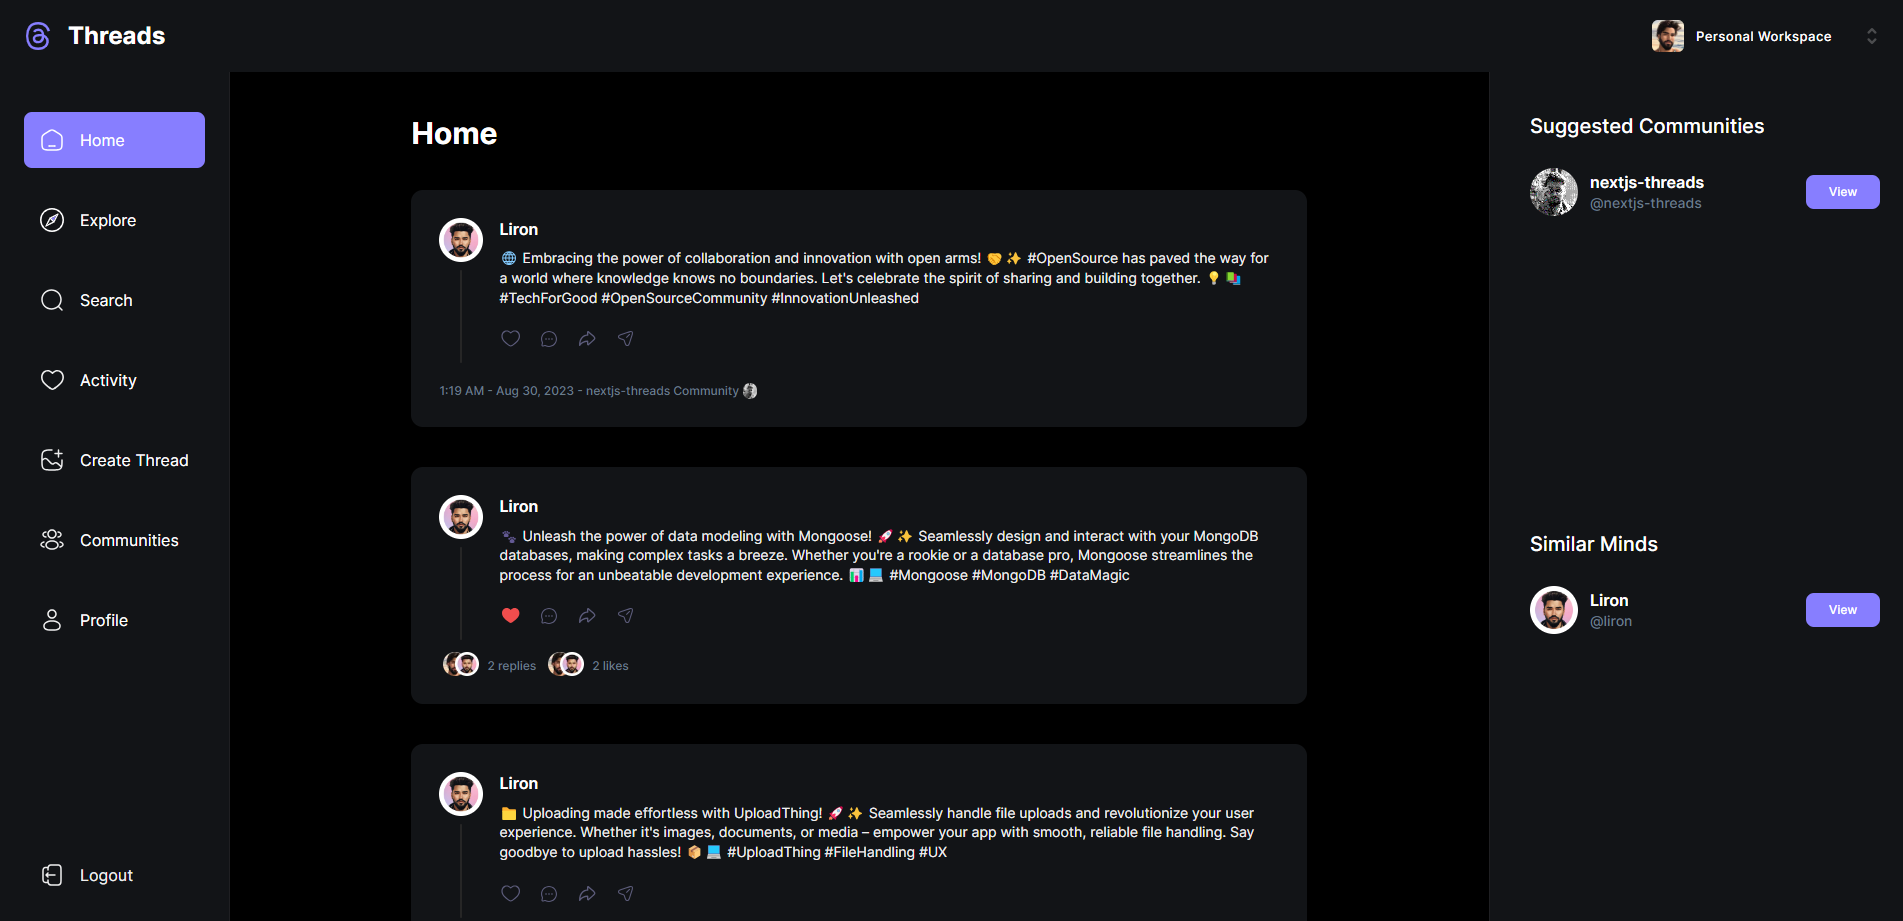 Threads
Personal Workspace
Home
Explore
Search
Activity
Create Thread
Communities
Profile
Logout
Home
Liron
🌐 Embracing the power of collaboration and innovation with open arms! 🤝 ✨ #OpenSource has paved the way for
a world where knowledge knows no boundaries. Let's celebrate the spirit of sharing and building together. 💡 📚
#TechForGood #OpenSourceCommunity #InnovationUnleashed
1:19 AM - Aug 30, 2023 - nextjs-threads Community
Liron
🐾 Unleash the power of data modeling with Mongoose! 🚀 ✨ Seamlessly design and interact with your MongoDB
databases, making complex tasks a breeze. Whether you're a rookie or a database pro, Mongoose streamlines the
process for an unbeatable development experience. 📊 💻 #Mongoose #MongoDB #DataMagic
2 replies
2 likes
Liron
📁 Uploading made effortless with UploadThing! 🚀 ✨ Seamlessly handle file uploads and revolutionize your user
experience. Whether it's images, documents, or media – empower your app with smooth, reliable file handling. Say
goodbye to upload hassles! 📦 💻 #UploadThing #FileHandling #UX
Suggested Communities
nextjs-threads
@nextjs-threads
View
Similar Minds
Liron
@liron
View